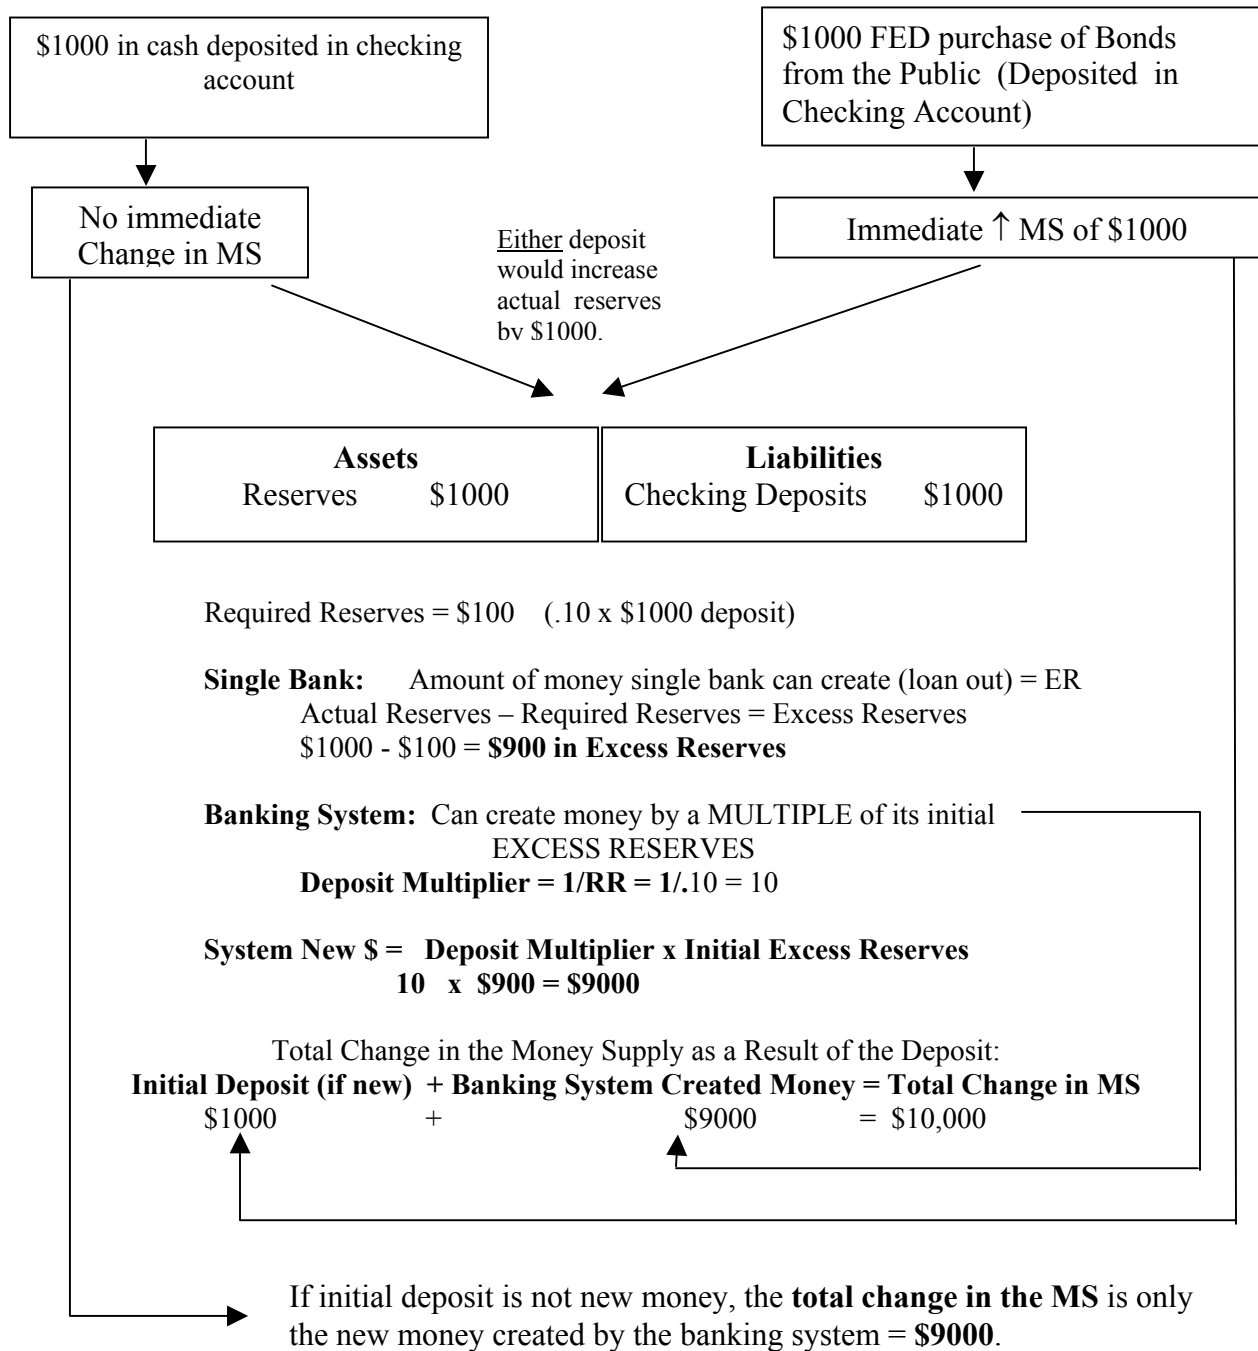 $1000 in cash deposited in checking
account
$1000 FED purchase of Bonds
from the Public (Deposited in
Checking Account)
No immediate
Change in MS
Immediate ↑ MS of $1000
Either deposit
would increase
actual reserves
by $1000.
Assets
Reserves $1000
Liabilities
Checking Deposits $1000
Required Reserves = $100 (.10 x $1000 deposit)
Single Bank: Amount of money single bank can create (loan out) = ER
Actual Reserves – Required Reserves = Excess Reserves
$1000 - $100 = $900 in Excess Reserves
Banking System: Can create money by a MULTIPLE of its initial
EXCESS RESERVES
Deposit Multiplier = 1/RR = 1/.10 = 10
System New $ = Deposit Multiplier x Initial Excess Reserves
10 x $900 = $9000
Total Change in the Money Supply as a Result of the Deposit:
Initial Deposit (if new) + Banking System Created Money = Total Change in MS
$1000 + $9000 = $10,000
If initial deposit is not new money, the total change in the MS is only
the new money created by the banking system = $9000.